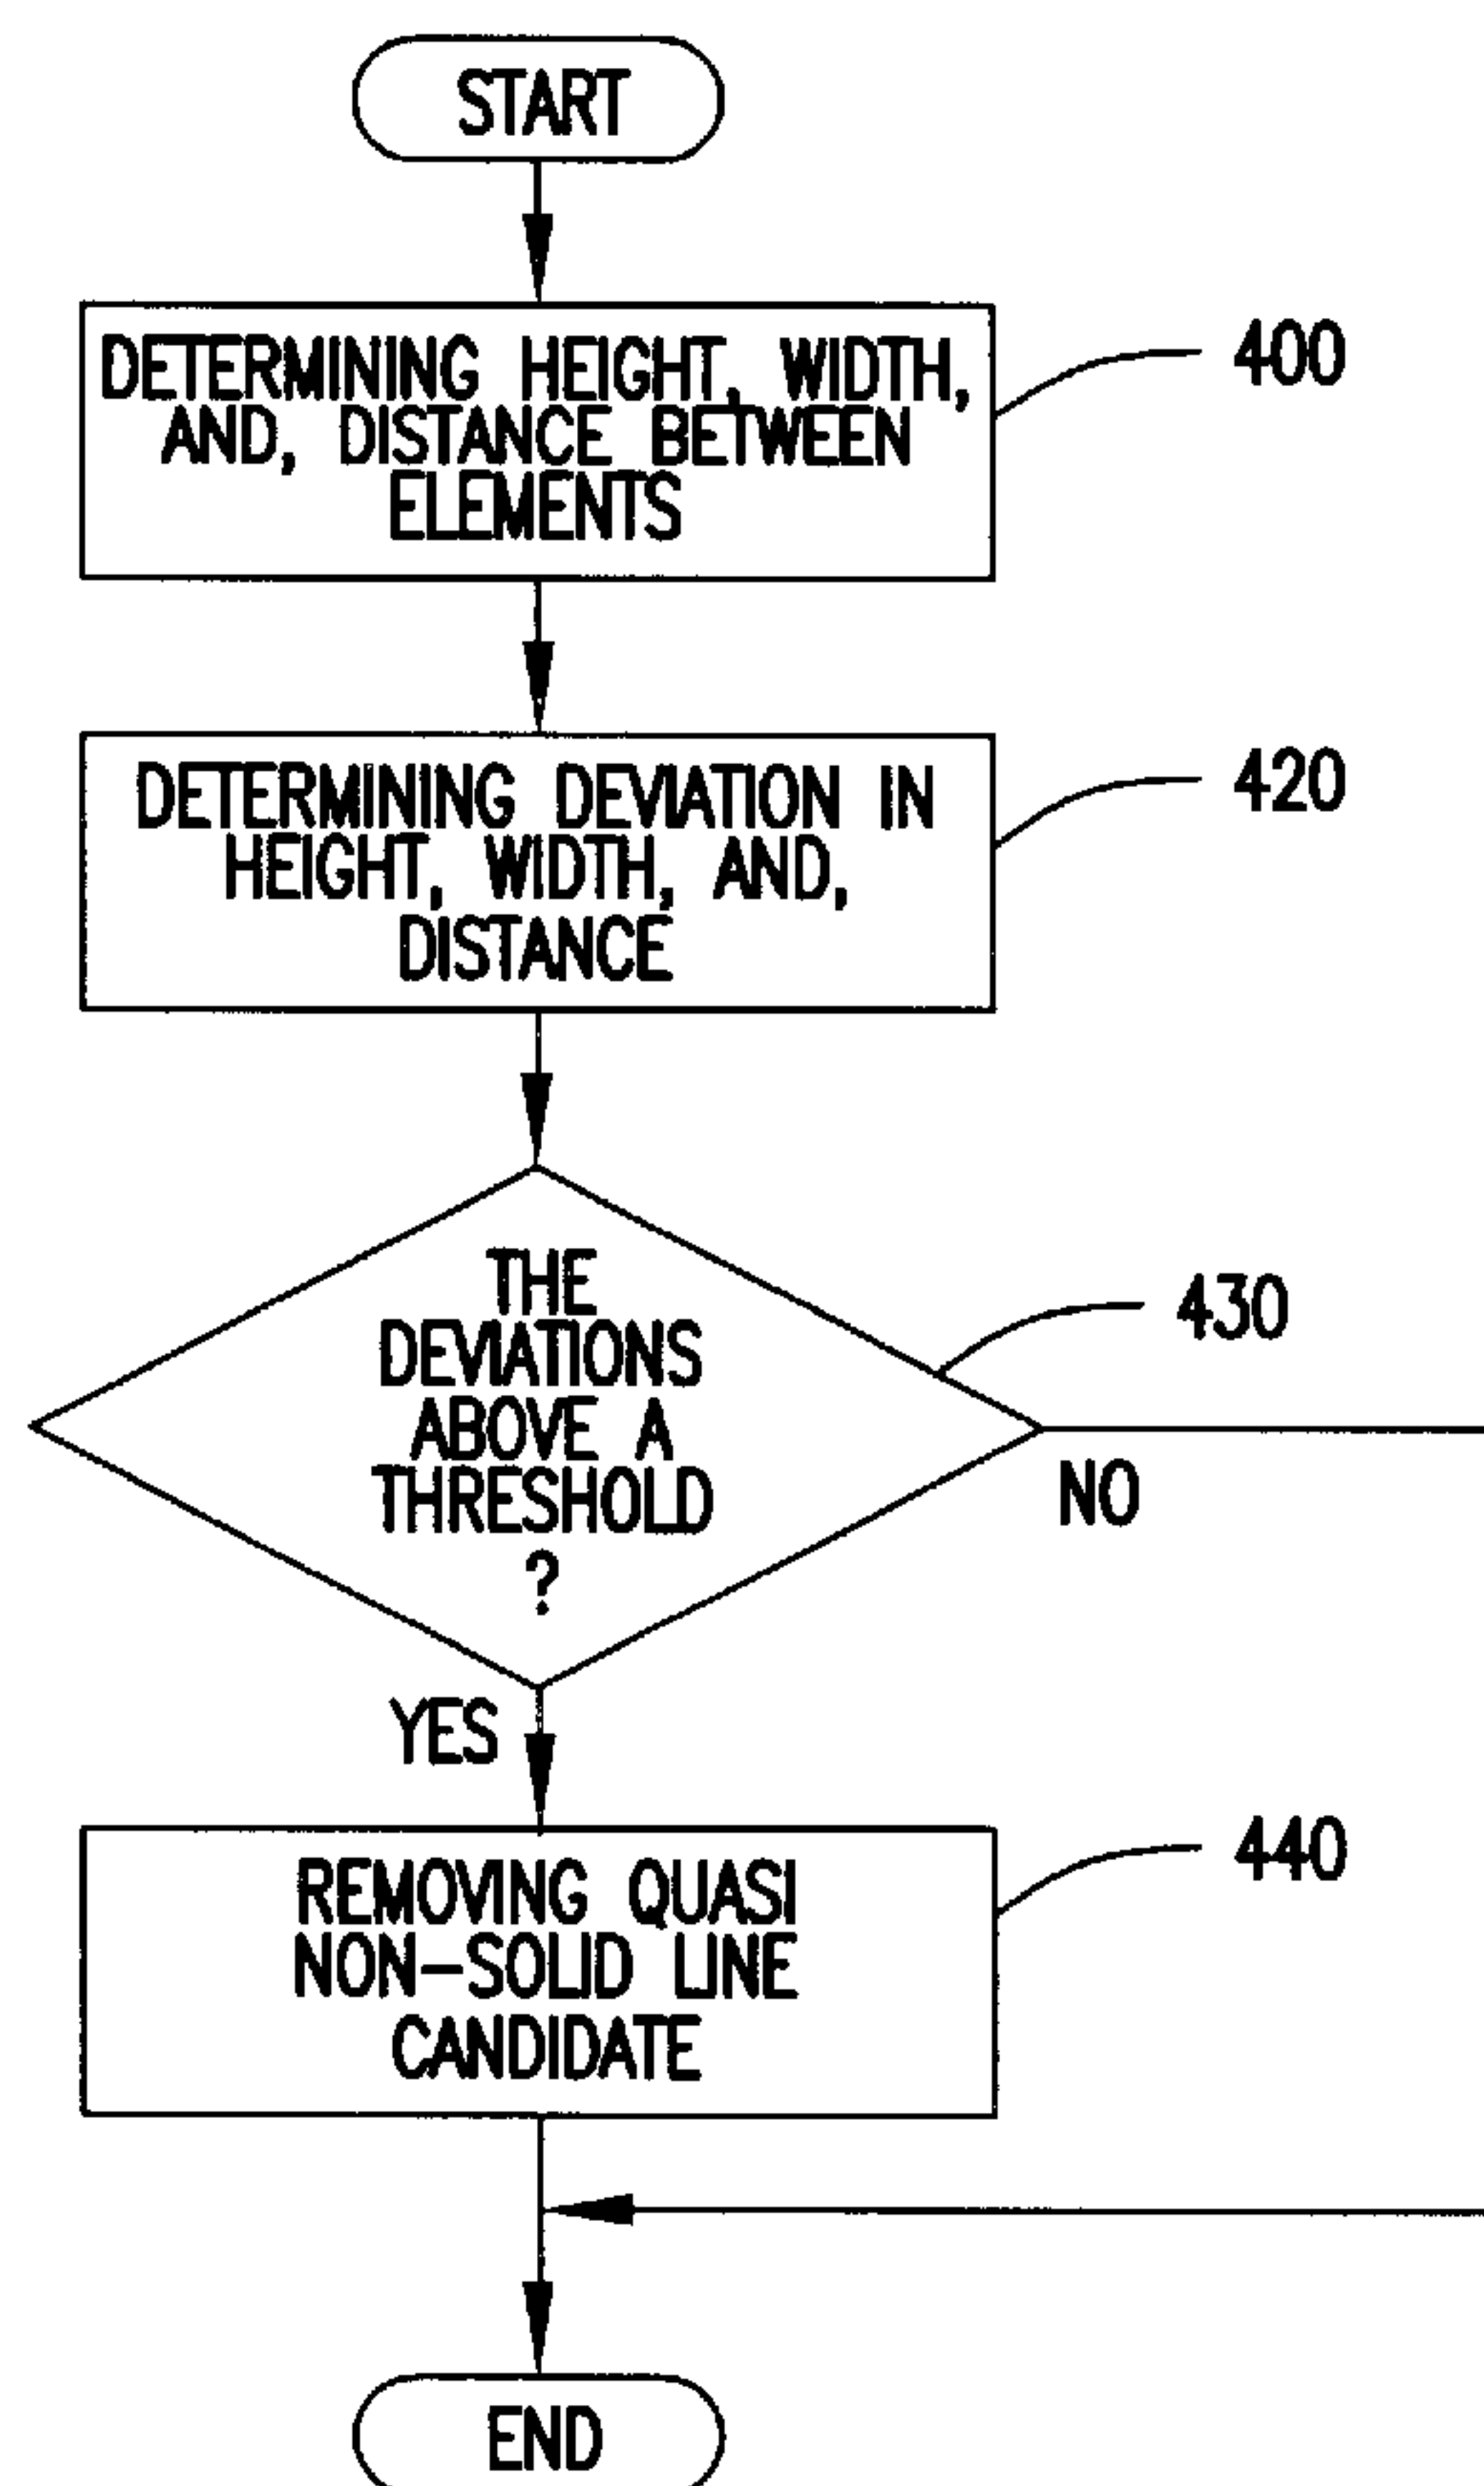 START
DETERMINING HEIGHT, WIDTH,
AND, DISTANCE BETWEEN
ELEMENTS
400
DETERMINING DEVIATION IN
HEIGHT, WIDTH, AND,
DISTANCE
420
THE
DEVIATIONS
ABOVE A
THRESHOLD
?
430
NO
YES
REMOVING QUASI
NON-SOLID LINE
CANDIDATE
440
END